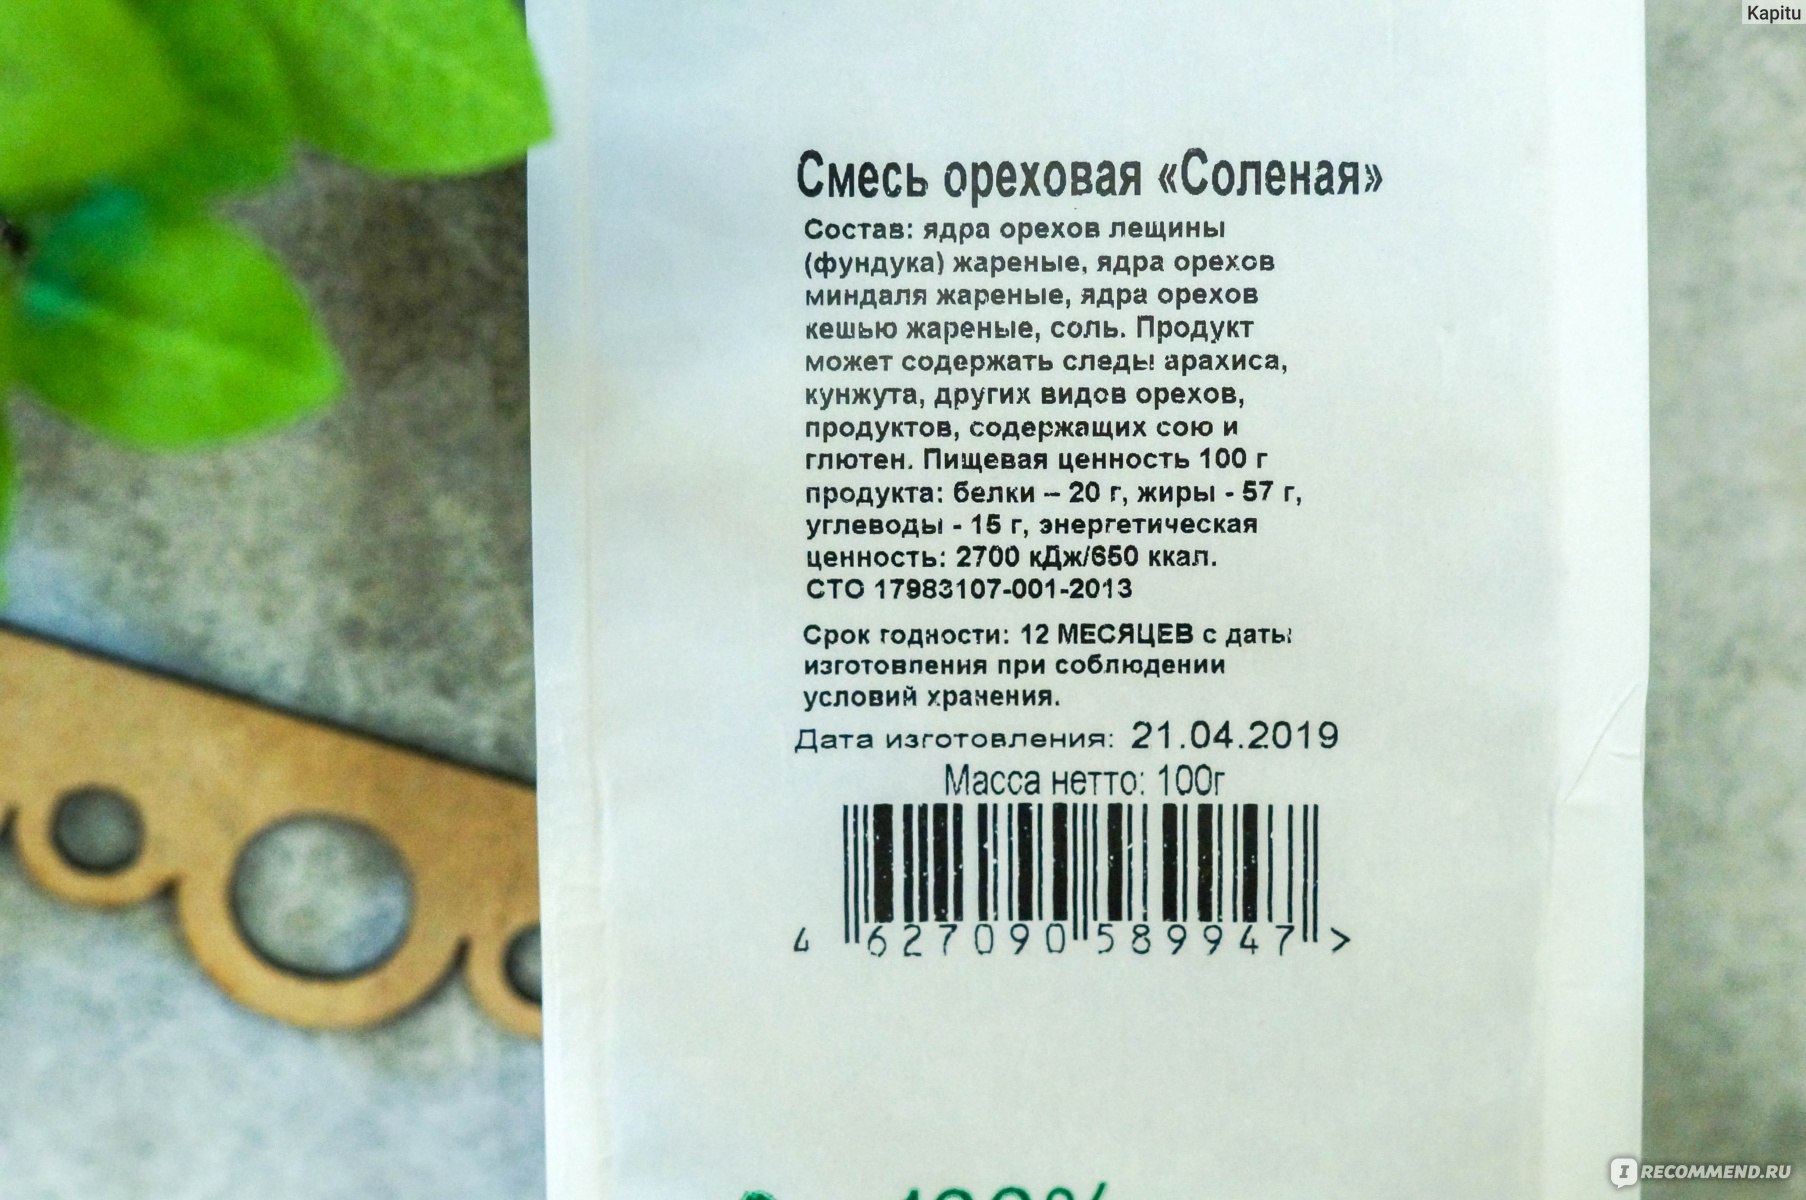 Kapitu
Смесь ореховая «Соленая»
Состав: ядра орехов лещины
(фундука) жареные, ядра орехов
миндаля жареные, ядра орехов
кешью жареные, соль. Продукт
может содержать следы арахиса,
кунжута, других видов орехов,
продуктов, содержащих сою и
глютен. Пищевая ценность 100 г
продукта: белки – 20 г, жиры - 57 г,
углеводы - 15 г, энергетическая
ценность: 2700 кДж/650 ккал.
СТО 17983107-001-2013
Срок годности: 12 МЕСЯЦЕВ с даты
изготовления при соблюдении
условий хранения.
Дата изготовления: 21.04.2019
Масса нетто: 100г
4 627090 589947 >
100%
IRECOMMEND.RU